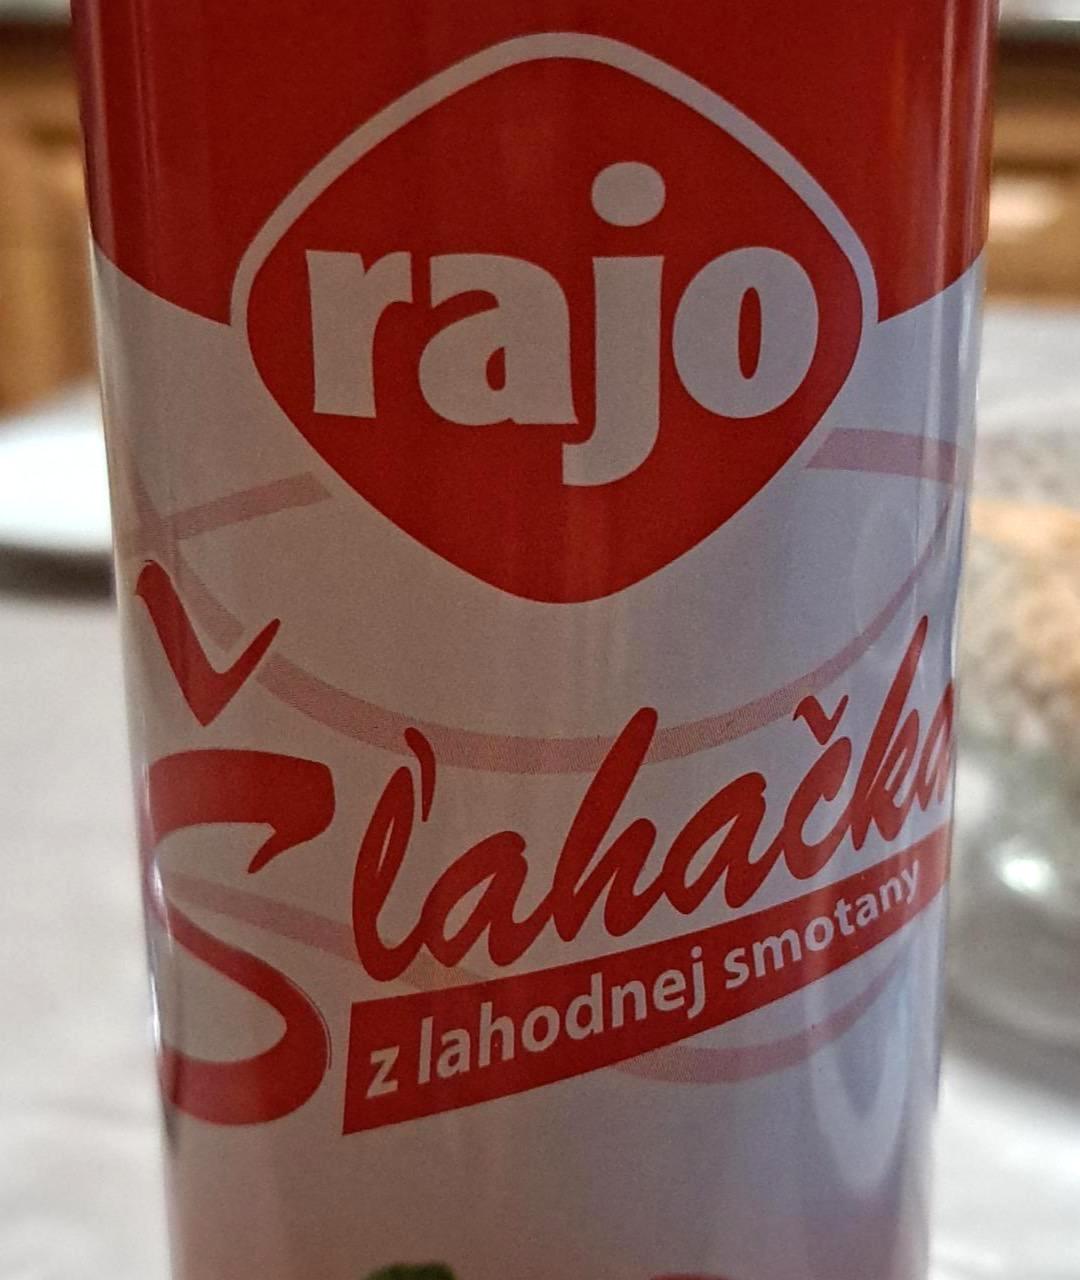 rajo
Šľahačka
z lahodnej smotany